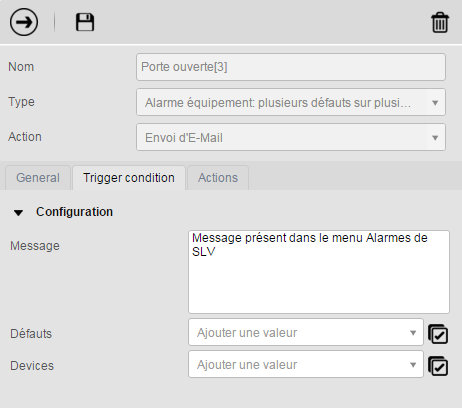 Nom
Porte ouverte[3]
Type
Alarme équipement: plusieurs défauts sur plusi...
Action
Envoi d'E-Mail
General
Trigger condition
Actions
Configuration
Message
Message présent dans le menu Alarmes de
SLV
Défauts
Ajouter une valeur
Devices
Ajouter une valeur